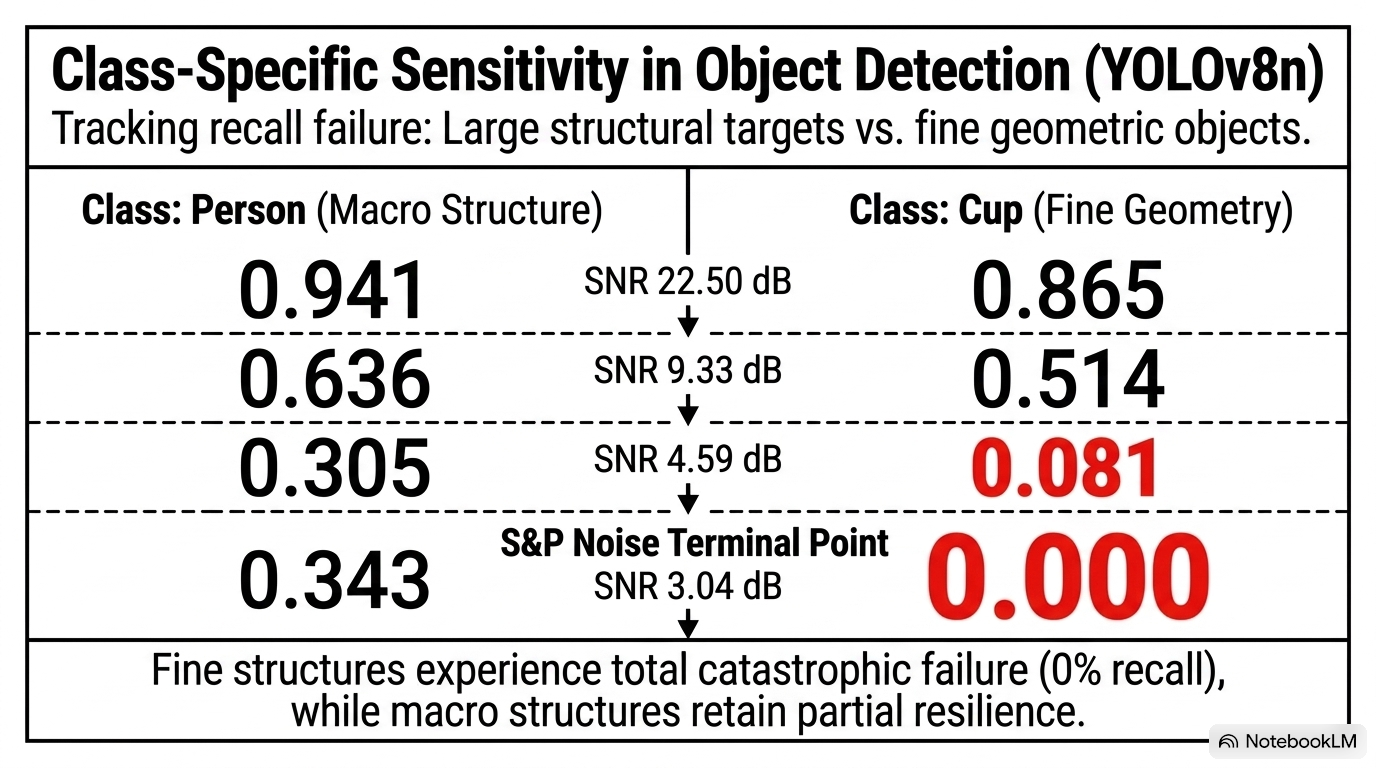 Class-Specific Sensitivity in Object Detection (YOLOv8n)
Tracking recall failure: Large structural targets vs. fine geometric objects.
Class: Person (Macro Structure)
Class: Cup (Fine Geometry)
0.941
SNR 22.50 dB
0.865
0.636
SNR 9.33 dB
0.514
0.305
SNR 4.59 dB
0.081
0.343
S&P Noise Terminal Point
SNR 3.04 dB
0.000
Fine structures experience total catastrophic failure (0% recall),
while macro structures retain partial resilience.
NotebookLM